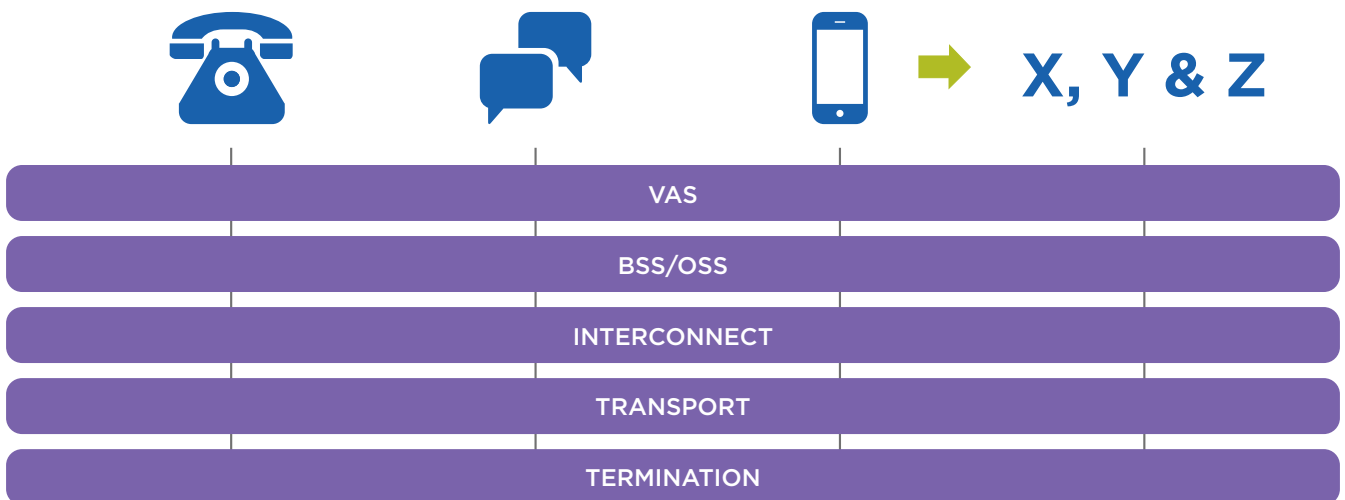 X, Y & Z
VAS
BSS/OSS
INTERCONNECT
TRANSPORT
TERMINATION